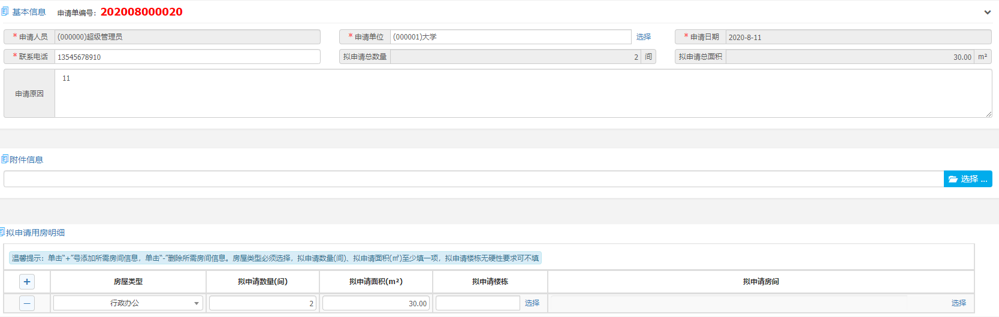 基本信息 申请单编号：202008000020
* 申请人员 (000000)超级管理员 * 申请单位 (000001)大学 选择 * 申请日期 2020-8-11
* 联系电话 13545678910 拟申请总数量 2 间 拟申请总面积 30.00 m²
申请原因 11
附件信息
选择 ...
拟申请用房明细
温馨提示：单击“+”号添加所需房间信息，单击“-”删除所需房间信息。房屋类型必须选择，拟申请数量(间)、拟申请面积(㎡)至少填一项，拟申请楼栋无硬性要求可不填
+ 房屋类型 拟申请数量(间) 拟申请面积(m²) 拟申请楼栋 拟申请房间
- 行政办公 2 30.00 选择 选择